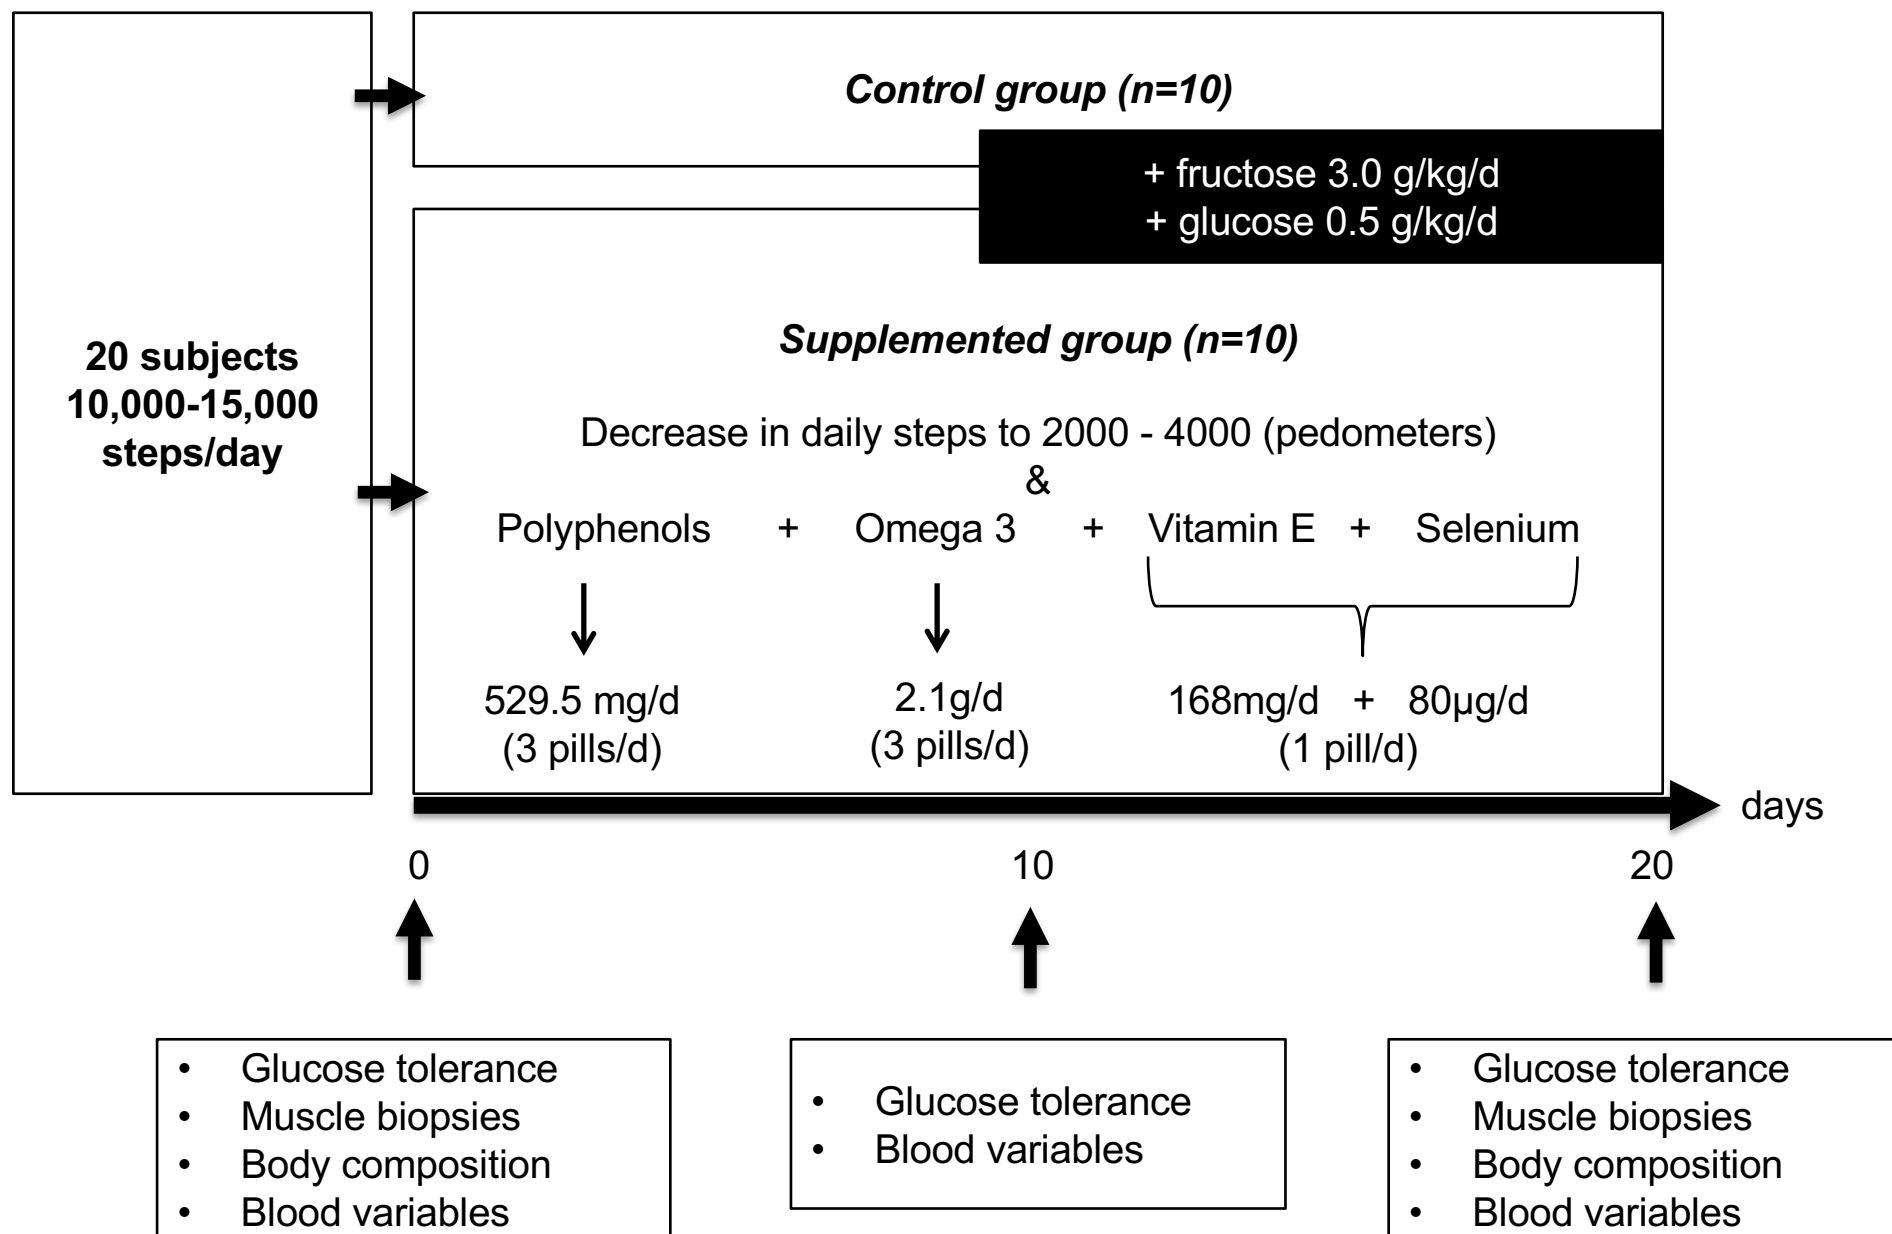 20 subjects
10,000-15,000
steps/day
Control group (n=10)
+ fructose 3.0 g/kg/d
+ glucose 0.5 g/kg/d
Supplemented group (n=10)
Decrease in daily steps to 2000 - 4000 (pedometers)
&
Polyphenols + Omega 3 + Vitamin E + Selenium
529.5 mg/d 2.1g/d 168mg/d + 80µg/d
(3 pills/d) (3 pills/d) (1 pill/d)
days
0 10 20
• Glucose tolerance
• Muscle biopsies
• Body composition
• Blood variables
• Glucose tolerance
• Blood variables
• Glucose tolerance
• Muscle biopsies
• Body composition
• Blood variables